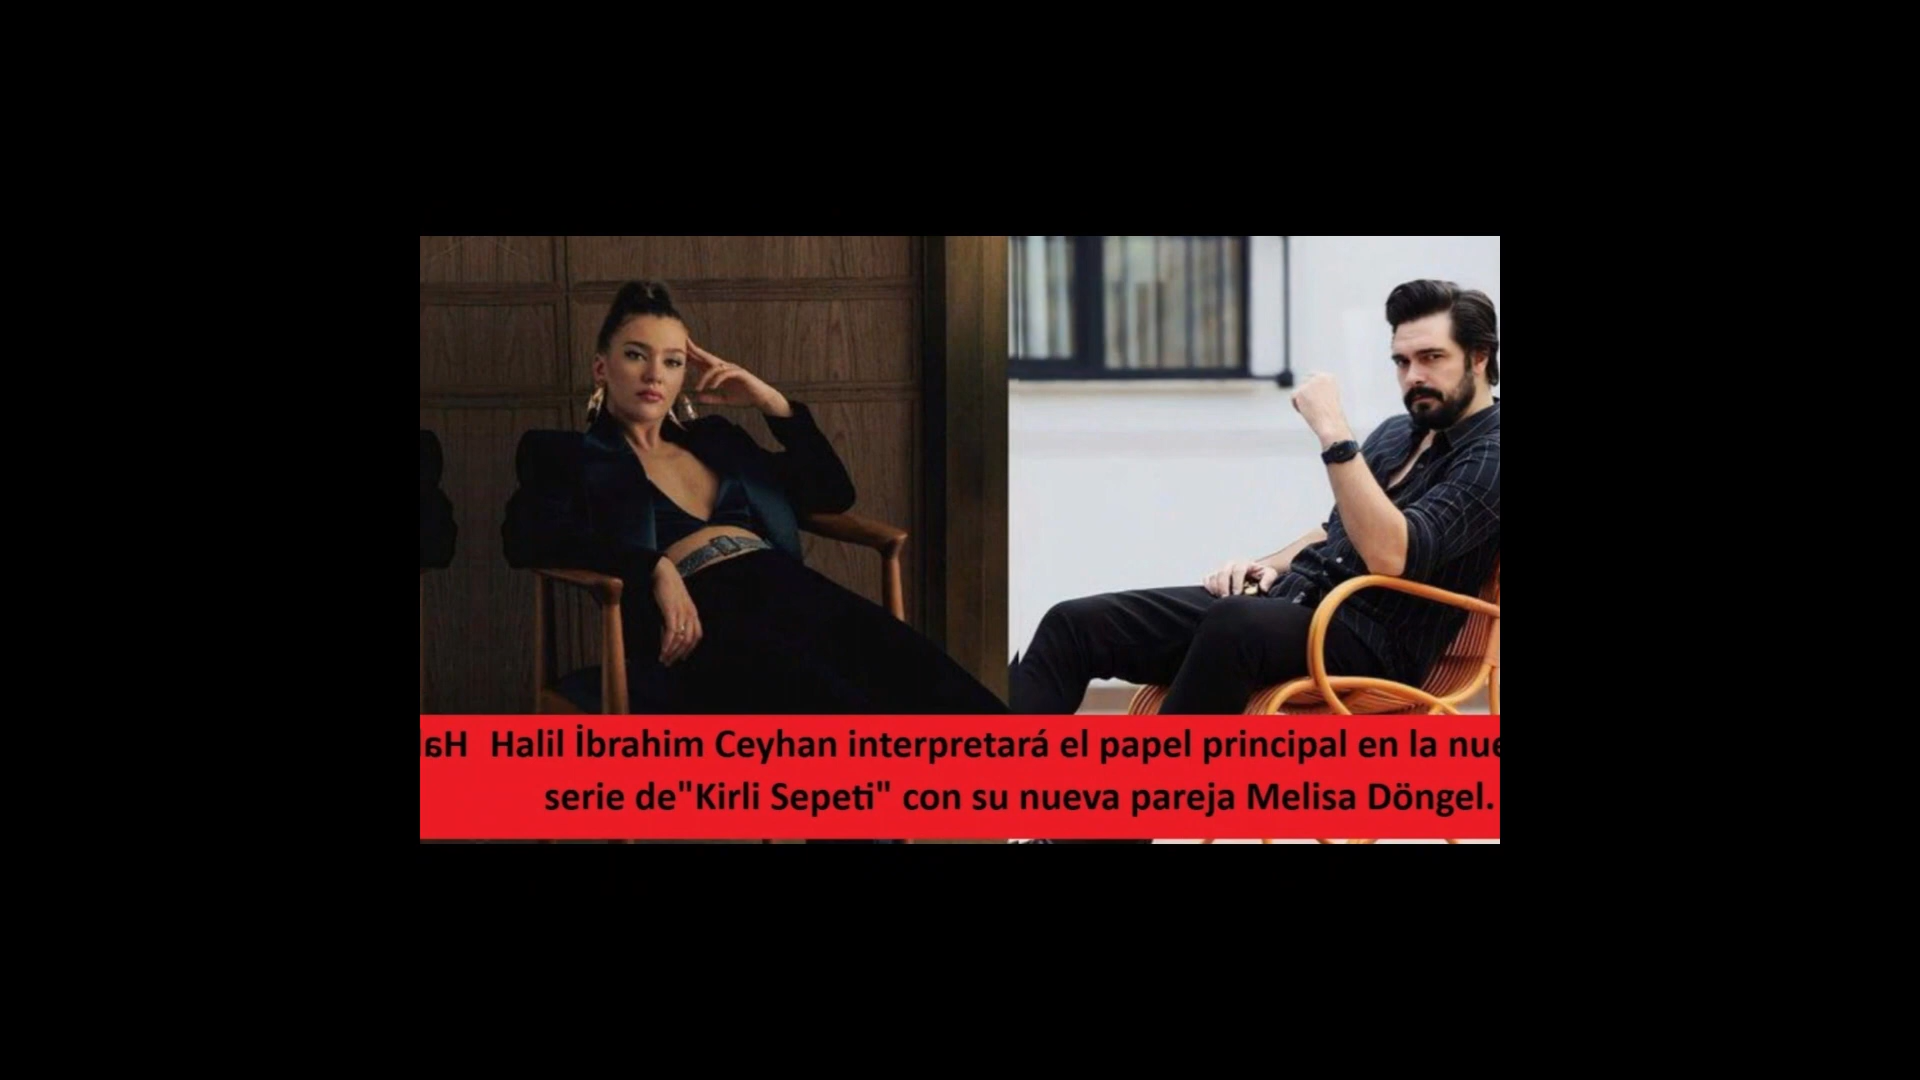 Halil İbrahim Ceyhan interpretará el papel principal en la nue
serie de"Kirli Sepeti" con su nueva pareja Melisa Döngel.